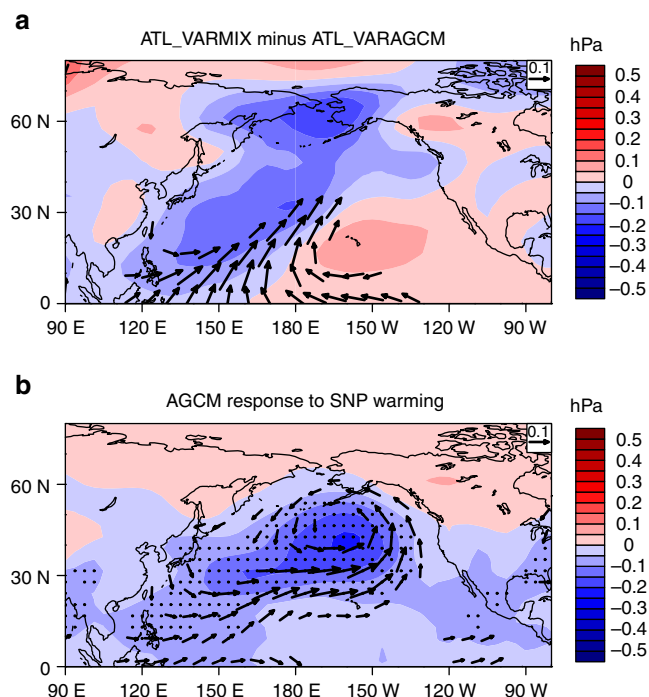 a
ATL_VARMIX minus ATL_VARAGCM
hPa
0.1
60 N
30 N
0
90 E 120 E 150 E 180 E 150 W 120 W 90 W
0.5
0.4
0.3
0.2
0.1
0
−0.1
−0.2
−0.3
−0.4
−0.5
b
AGCM response to SNP warming
hPa
0.1
60 N
30 N
0
90 E 120 E 150 E 180 E 150 W 120 W 90 W
0.5
0.4
0.3
0.2
0.1
0
−0.1
−0.2
−0.3
−0.4
−0.5